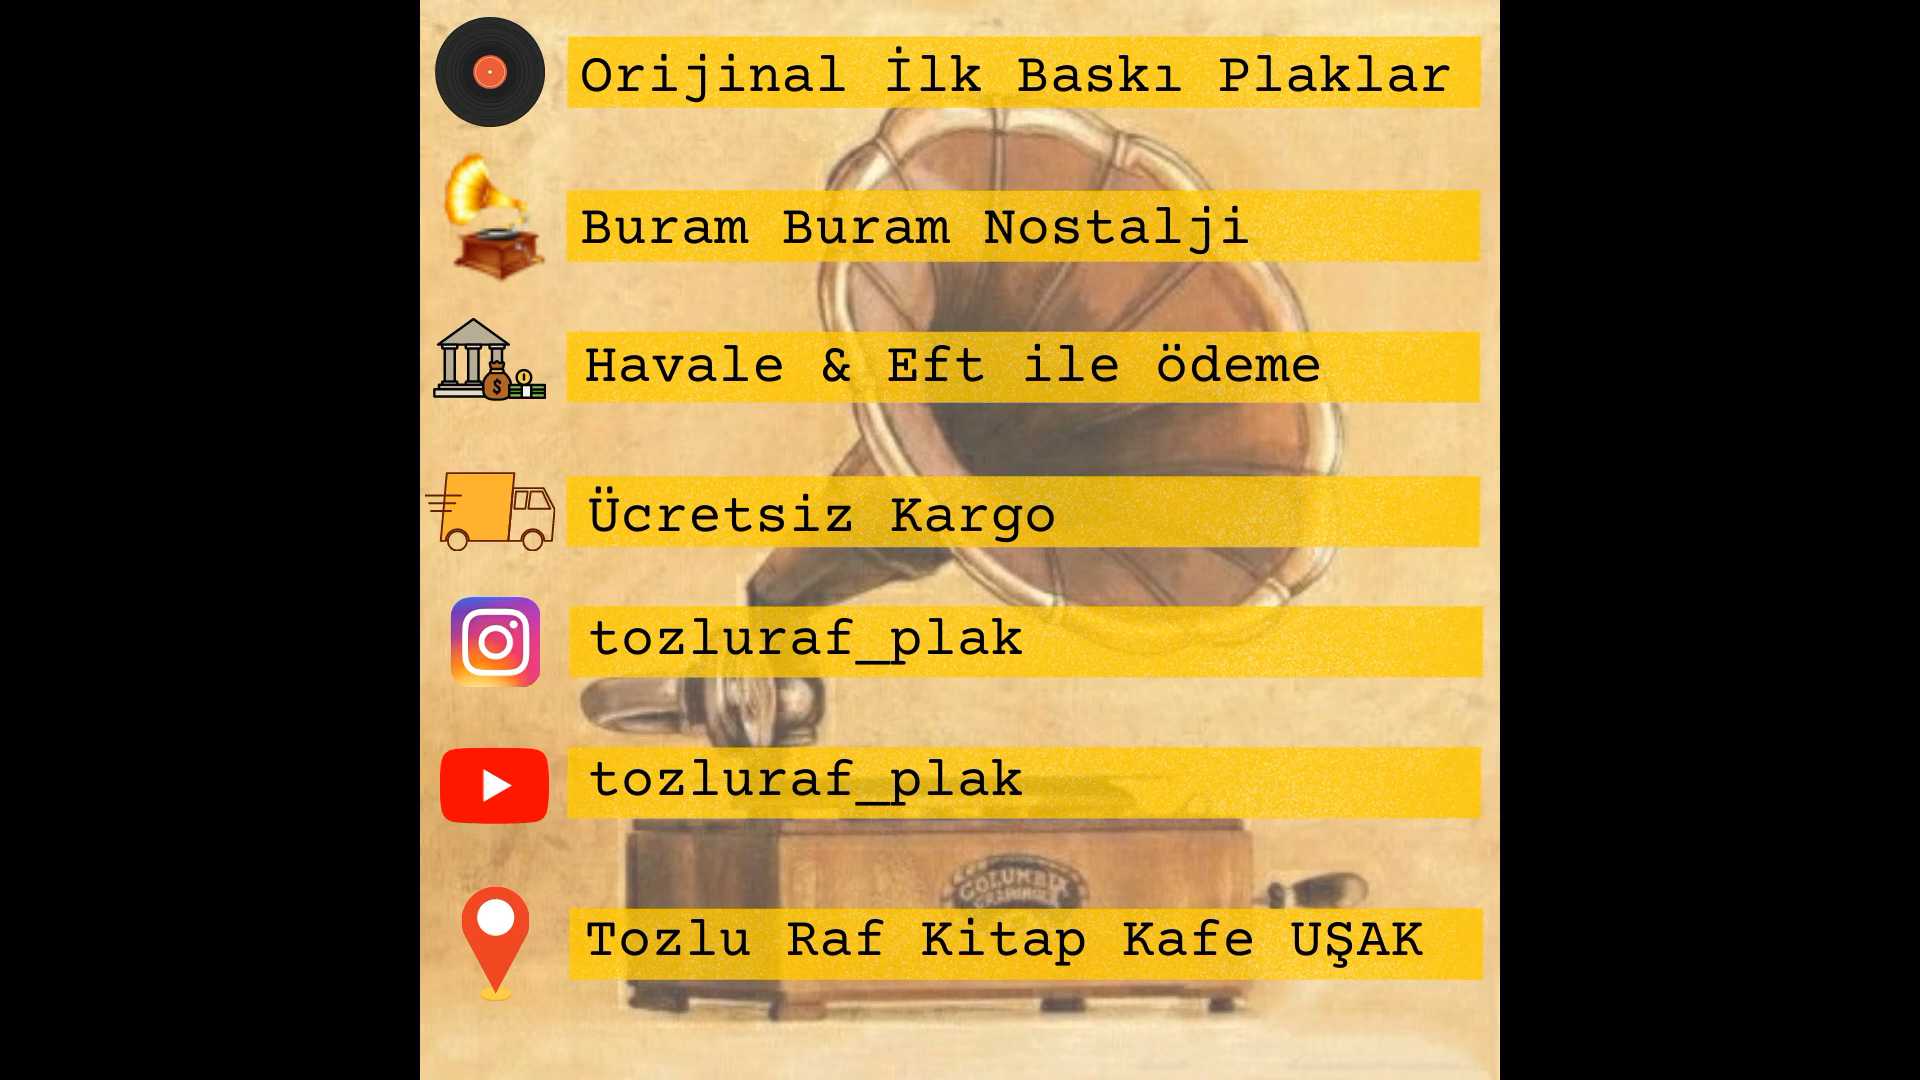 Orijinal İlk Baskı Plaklar
Buram Buram Nostalji
Havale & Eft ile ödeme
$
Ücretsiz Kargo
tozluraf_plak
tozluraf_plak
COLUMBIA
Tozlu Raf Kitap Kafe UŞAK